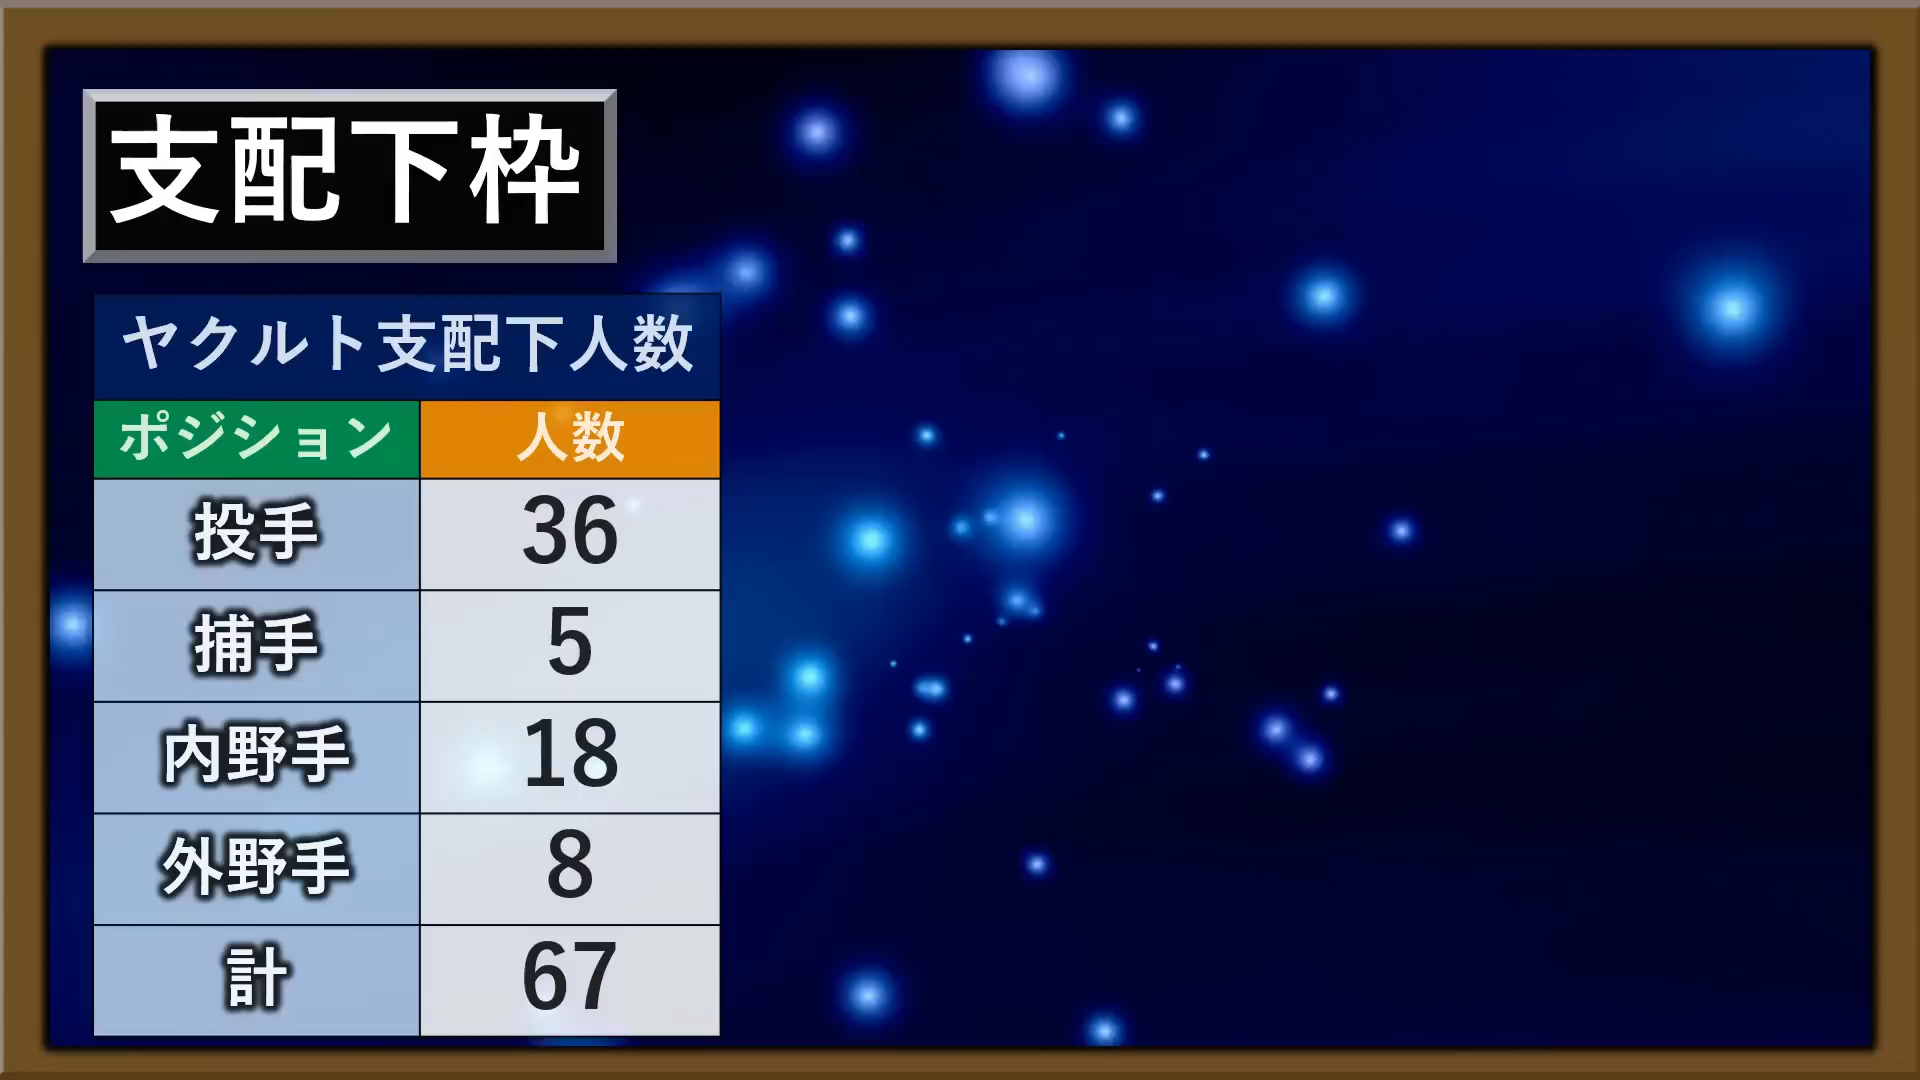 支配下枠
ヤクルト支配下人数
ポジション 人数
投手 36
捕手 5
内野手 18
外野手 8
計 67